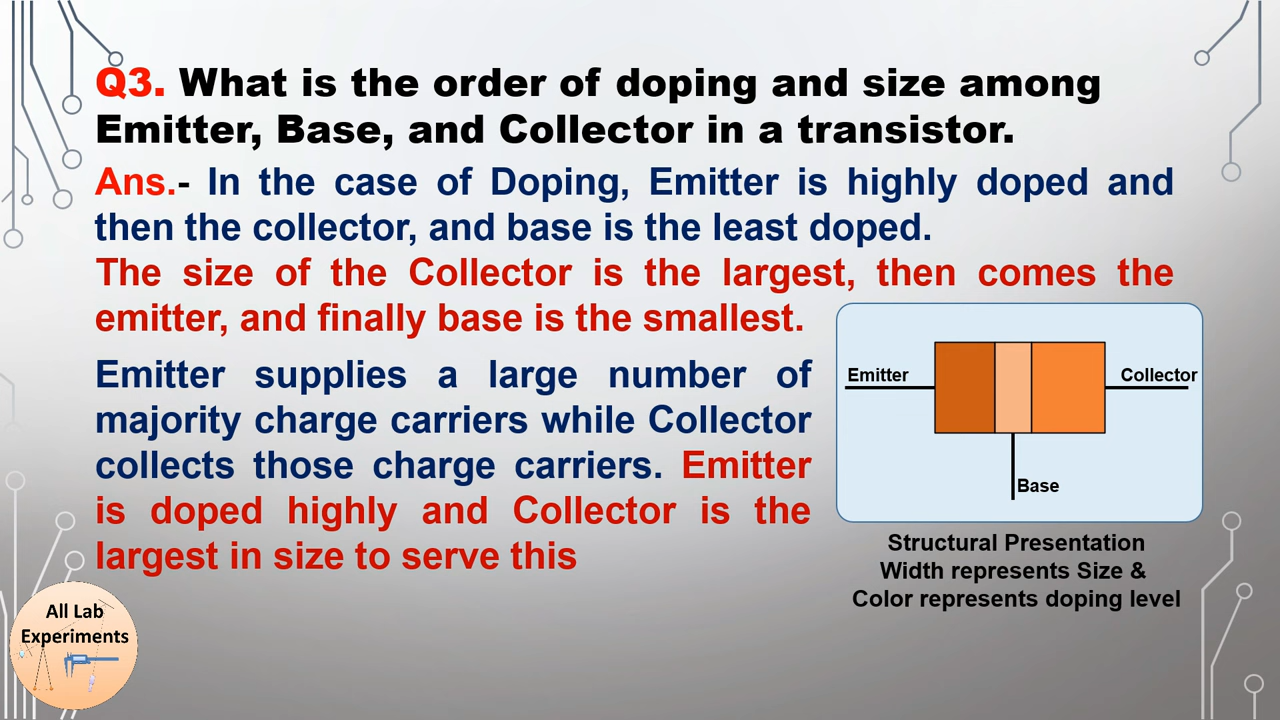 Q3. What is the order of doping and size among
Emitter, Base, and Collector in a transistor.
Ans.- In the case of Doping, Emitter is highly doped and
then the collector, and base is the least doped.
The size of the Collector is the largest, then comes the
emitter, and finally base is the smallest.
Emitter supplies a large number of
majority charge carriers while Collector
collects those charge carriers. Emitter
is doped highly and Collector is the
largest in size to serve this
Emitter
Collector
Base
Structural Presentation
Width represents Size &
Color represents doping level
All Lab
Experiments